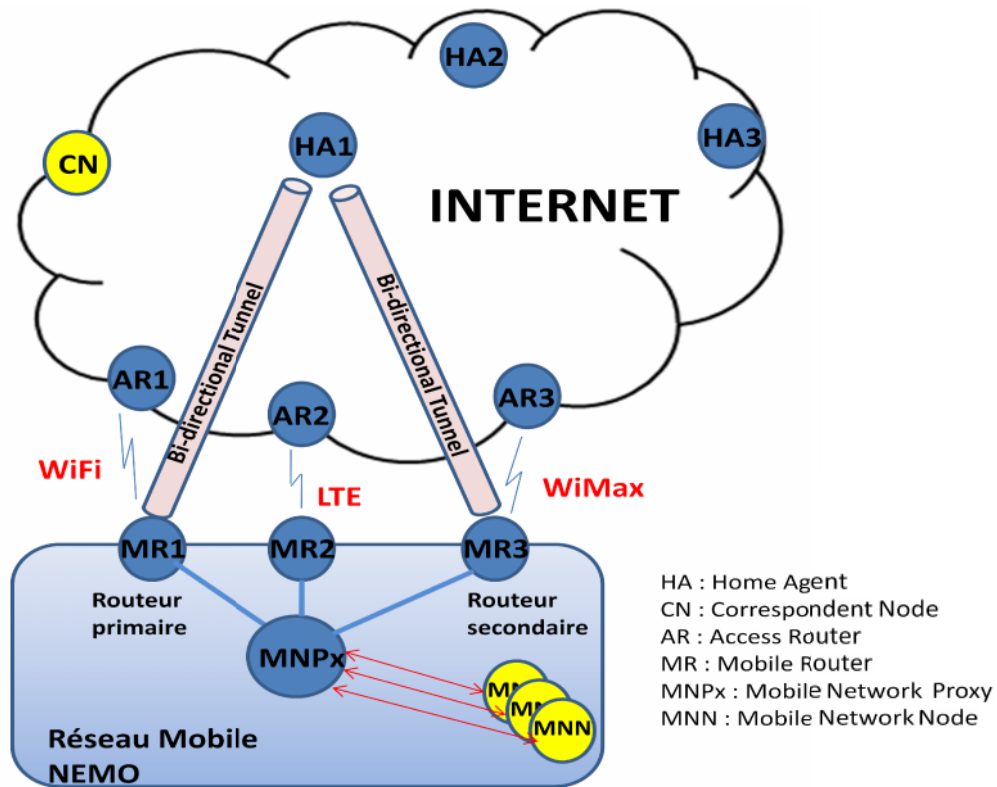 HA2
HA3
HA1
CN
INTERNET
Bi-directional Tunnel
Bi-directional Tunnel
AR1
AR2
AR3
WiFi
LTE
WiMax
MR1
MR2
MR3
Routeur
primaire
Routeur
secondaire
MNPx
MN
MN
MNN
Réseau Mobile
NEMO
HA : Home Agent
CN : Correspondent Node
AR : Access Router
MR : Mobile Router
MNPx : Mobile Network Proxy
MNN : Mobile Network Node